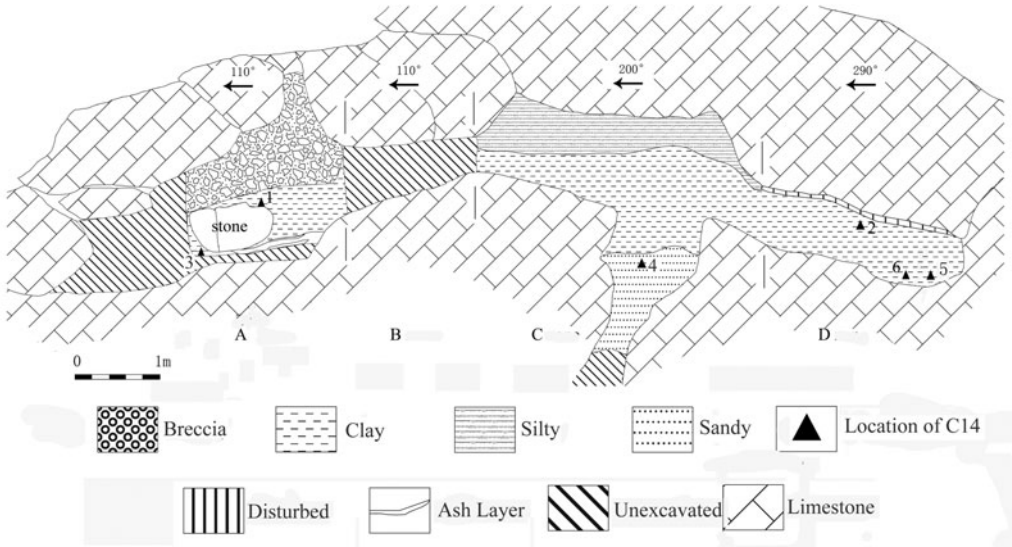 110°
110°
200°
290°
1
stone
2
3
4
6
5
A
B
C
D
0
1m
Breccia
Clay
Silty
Sandy
Location of C14
Disturbed
Ash Layer
Unexcavated
Limestone